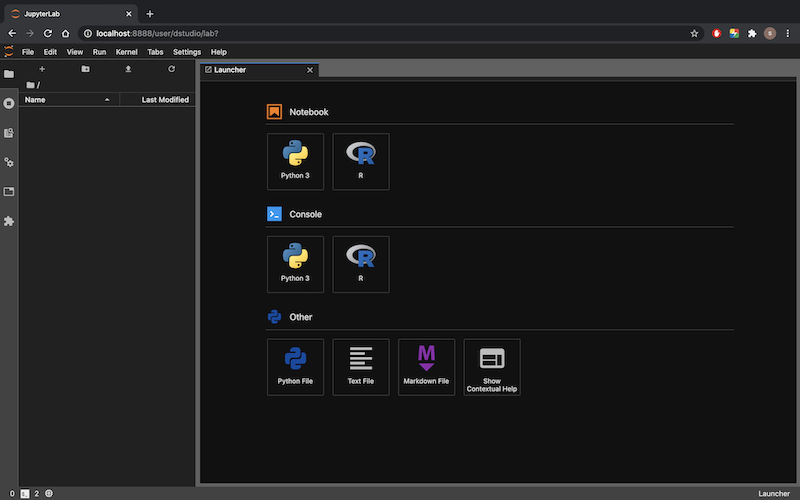 JupyterLab
localhost:8888/user/dstudio/lab?
File Edit View Run Kernel Tabs Settings Help
Launcher
/
Name Last Modified
Notebook
Python 3 R
Console
Python 3 R
Other
Python File Text File Markdown File Show
Contextual Help
0 2 Launcher